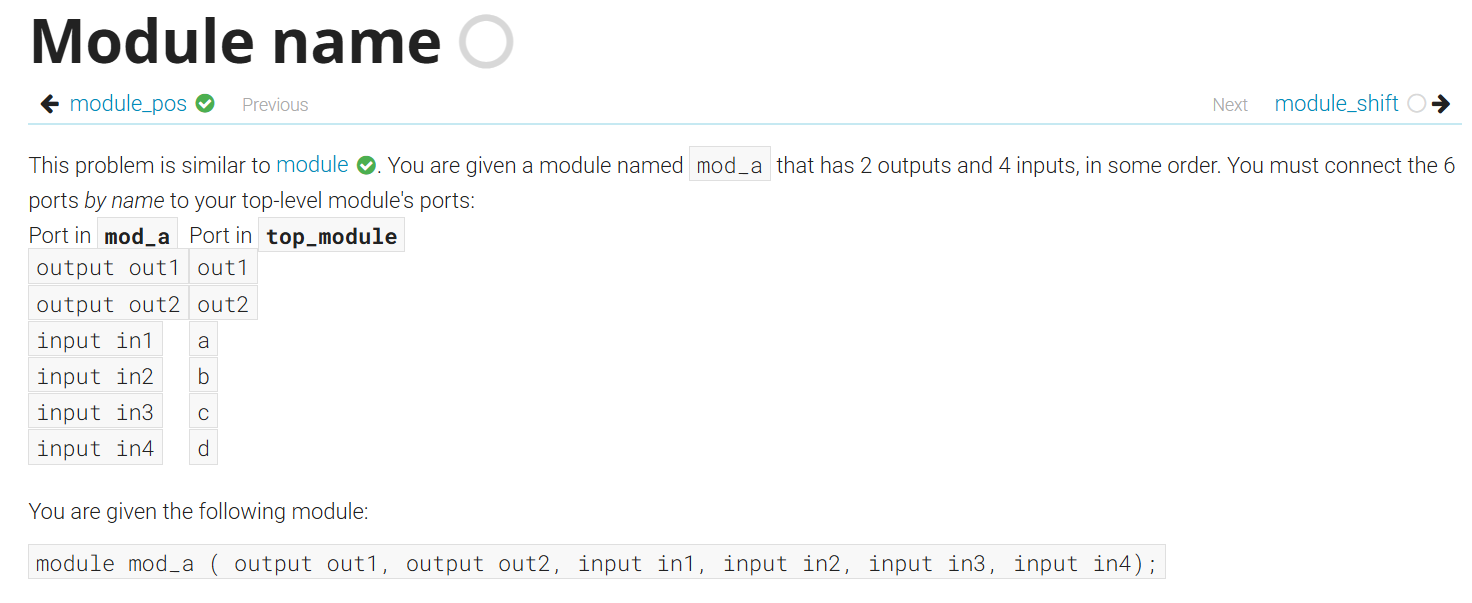 Module name
module_pos Previous Next module_shift
This problem is similar to module . You are given a module named mod_a that has 2 outputs and 4 inputs, in some order. You must connect the 6
ports by name to your top-level module's ports:
Port in mod_a Port in top_module
output out1 out1
output out2 out2
input in1 a
input in2 b
input in3 c
input in4 d
You are given the following module:
module mod_a ( output out1, output out2, input in1, input in2, input in3, input in4);